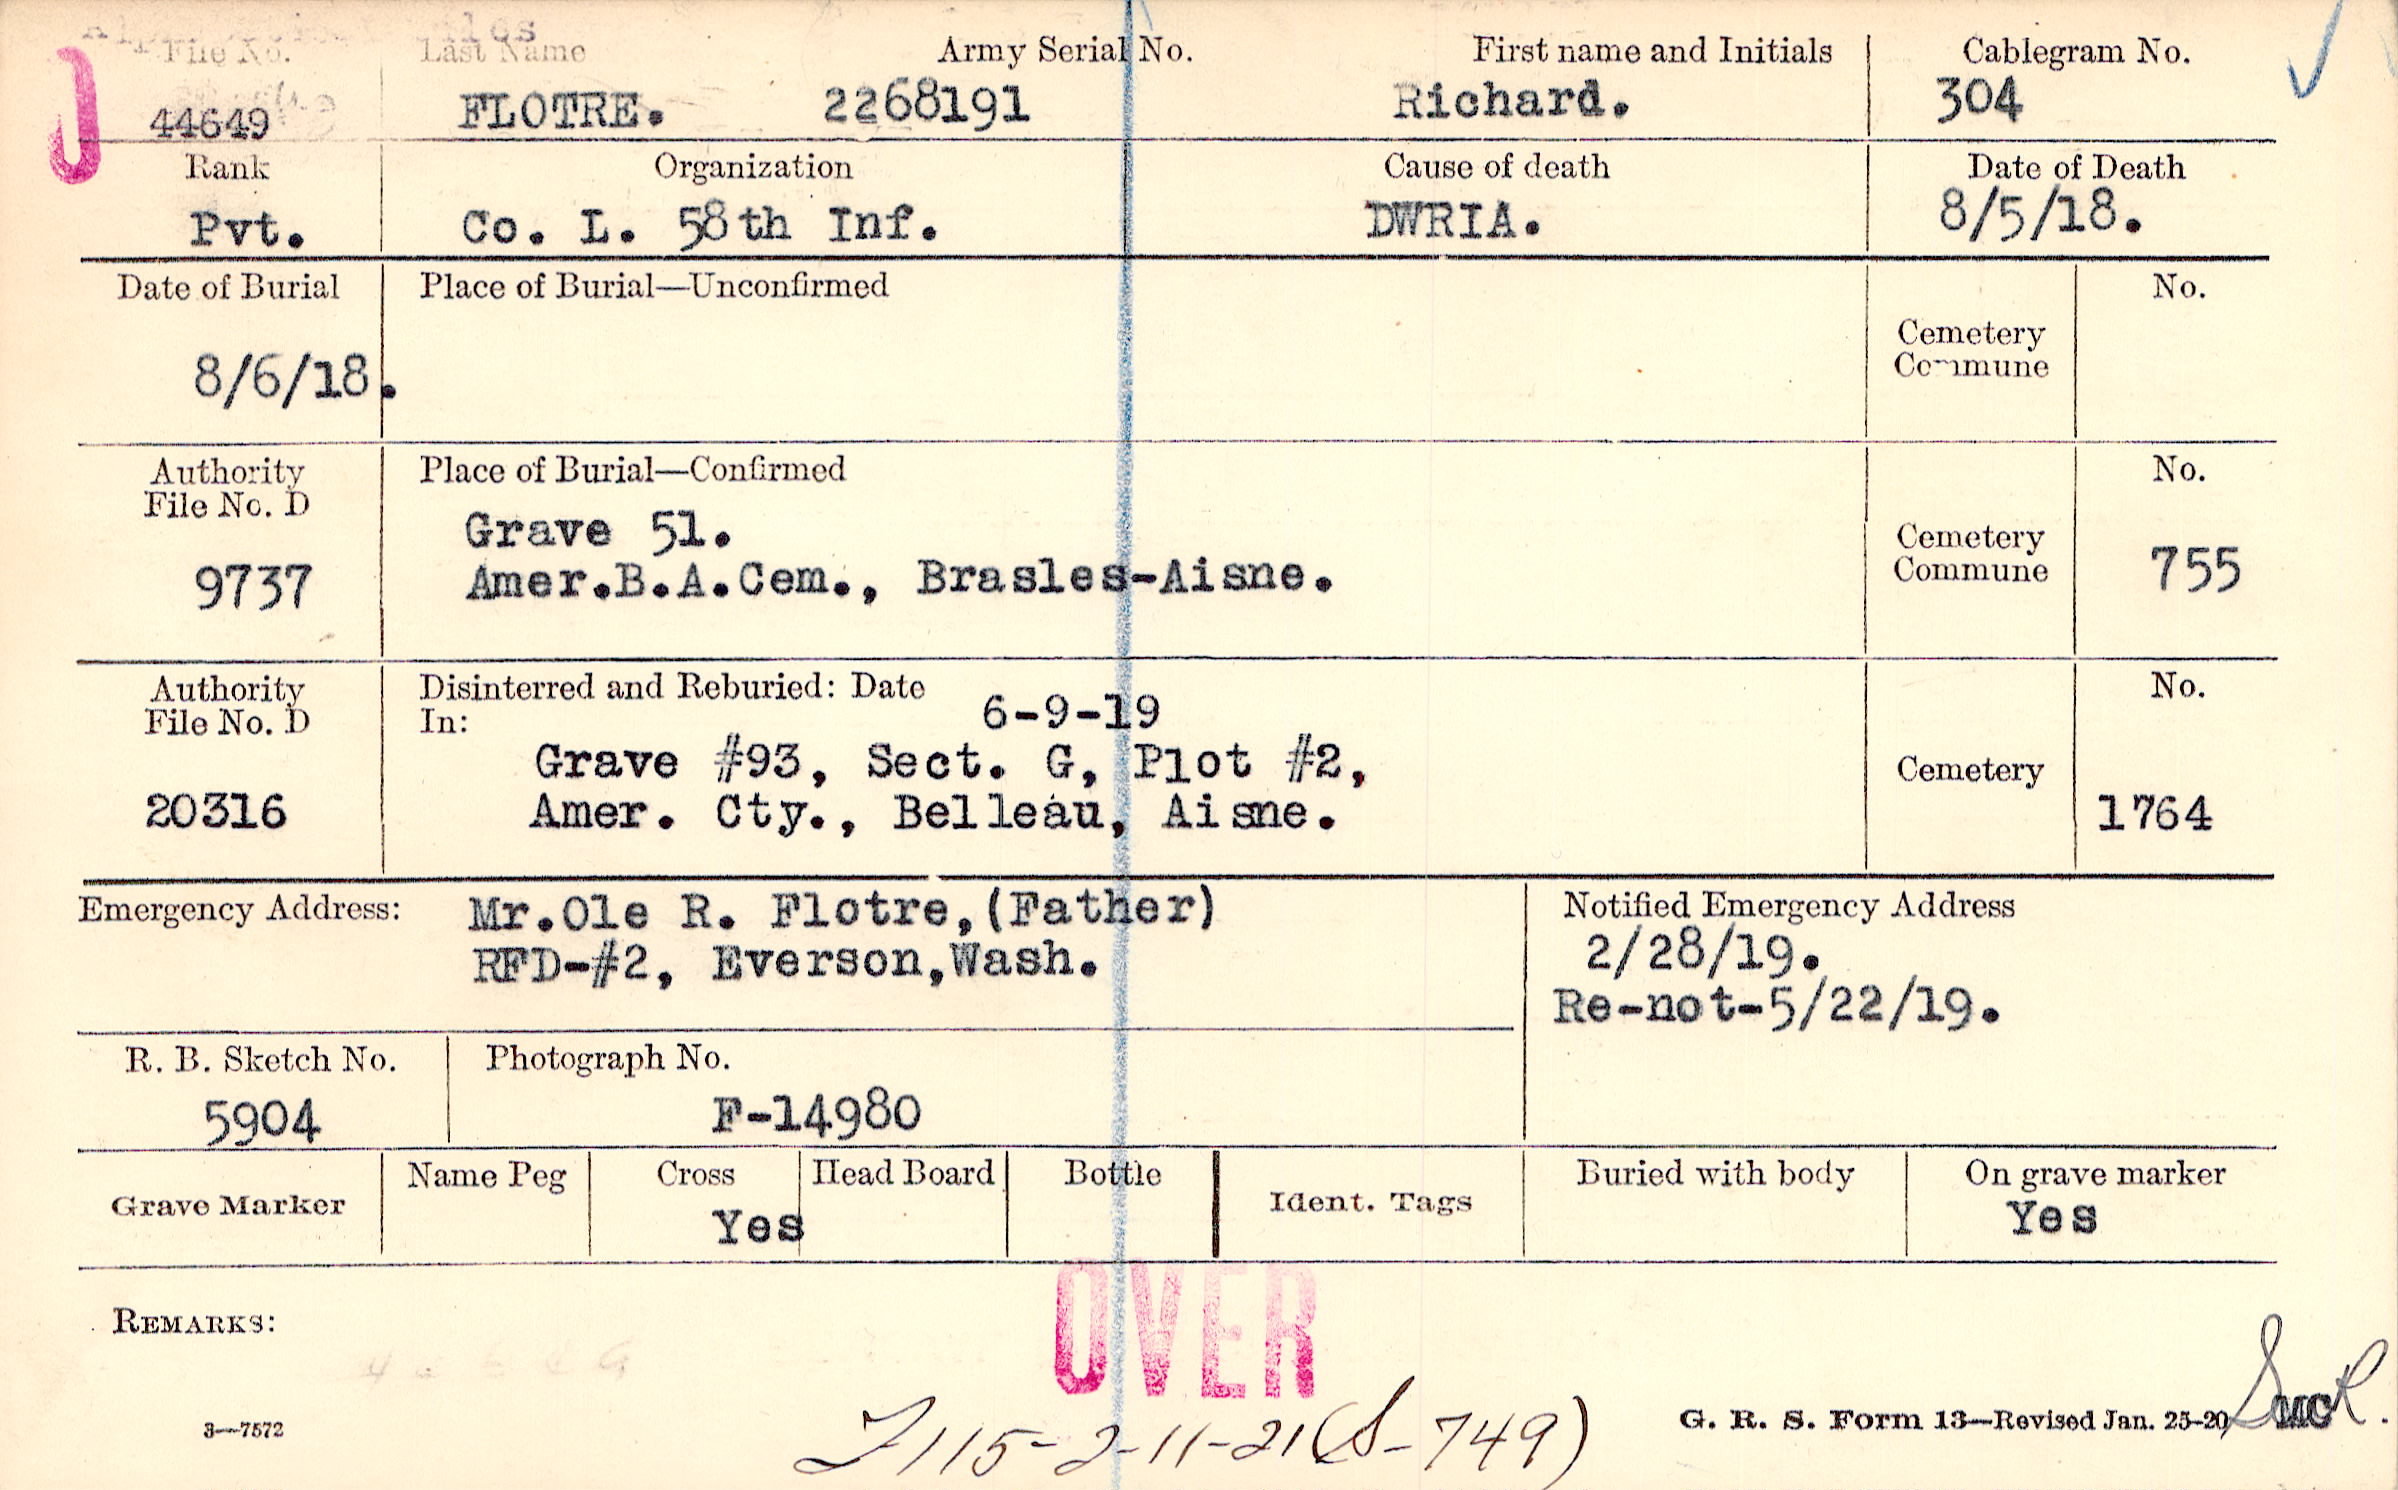 File No. Last Name Army Serial No. First name and Initials Cablegram No.
44649 FLOTRE. 2268191 Richard. 304
Rank Organization Cause of death Date of Death
Pvt. Co. L. 58th Inf. DWRIA. 8/5/18.
Date of Burial Place of Burial—Unconfirmed No.
8/6/18. Cemetery
Commune
Authority Place of Burial—Confirmed No.
File No. D
Grave 51.
9737 Amer.B.A.Cem., Brasles-Aisne. Cemetery
Commune 755
Authority Disinterred and Reburied: Date 6-9-19 No.
File No. D In:
Grave #93, Sect. G, Plot #2, Cemetery
20316 Amer. Cty., Belleau, Aisne. 1764
Emergency Address: Mr.Ole R. Flotre,(Father) Notified Emergency Address
RFD-#2, Everson,Wash. 2/28/19.
Re-not-5/22/19.
R. B. Sketch No. Photograph No.
5904 F-14980
Grave Marker Name Peg Cross Head Board Bottle Ident. Tags Buried with body On grave marker
Yes Yes
OVER
REMARKS:
3—7572 G. R. S. Form 13—Revised Jan. 25-20
115-2-11-21(S-749)